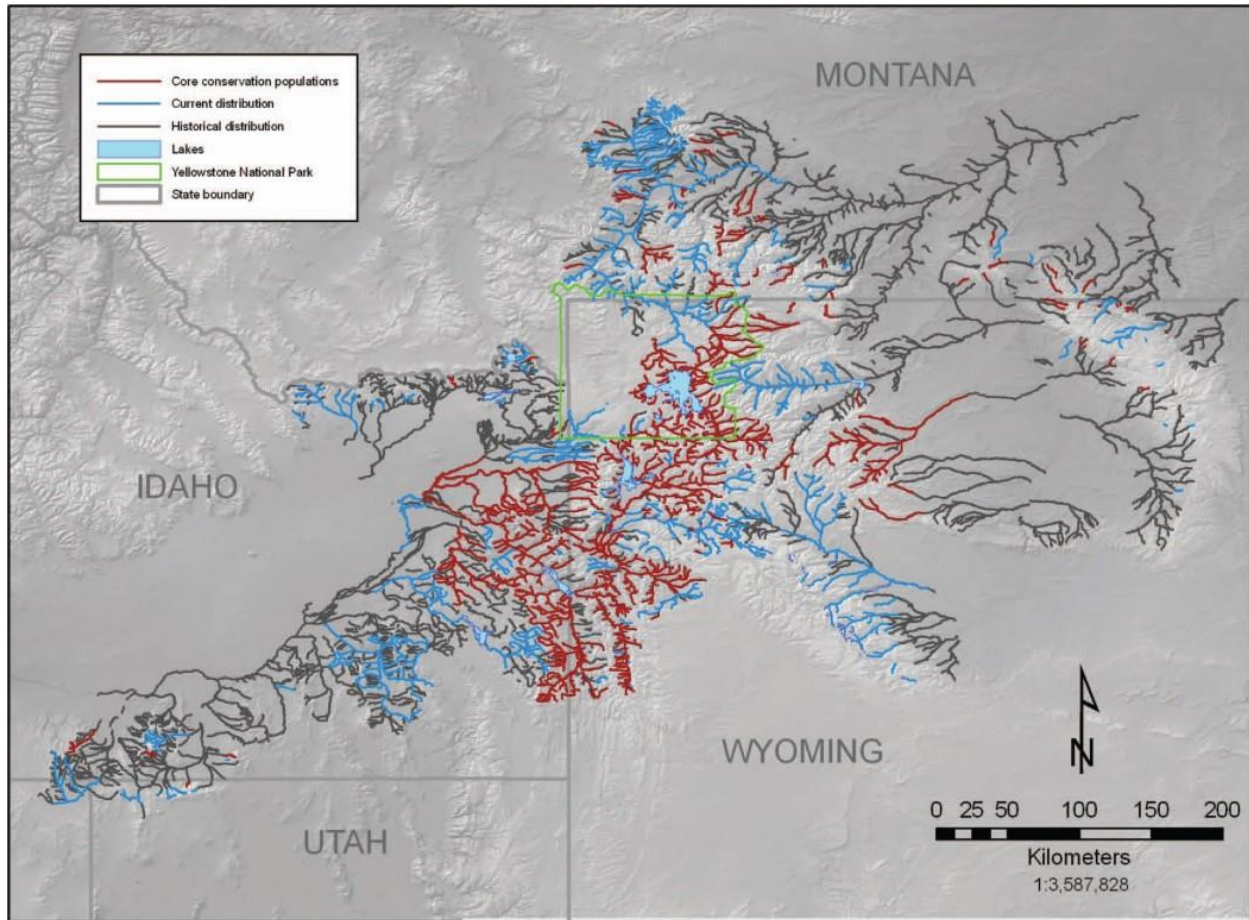 MONTANA
Core conservation populations
Current distribution
Historical distribution
Lakes
Yellowstone National Park
State boundary
IDAHO
WYOMING
UTAH
N
0 25 50 100 150 200
Kilometers
1:3,587,828